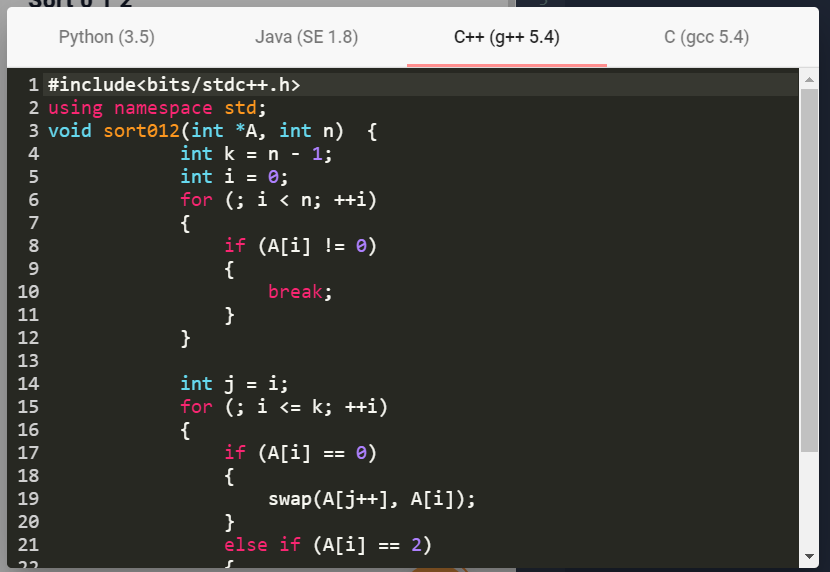 Sort 0 1 2
5
Python (3.5) Java (SE 1.8) C++ (g++ 5.4) C (gcc 5.4)
1 #include<bits/stdc++.h>
2 using namespace std;
3 void sort012(int *A, int n)  {
4             int k = n - 1;
5             int i = 0;
6             for (; i < n; ++i)
7             {
8                 if (A[i] != 0)
9                 {
10                     break;
11                 }
12             }
13
14             int j = i;
15             for (; i <= k; ++i)
16             {
17                 if (A[i] == 0)
18                 {
19                     swap(A[j++], A[i]);
20                 }
21                 else if (A[i] == 2)
22                 {